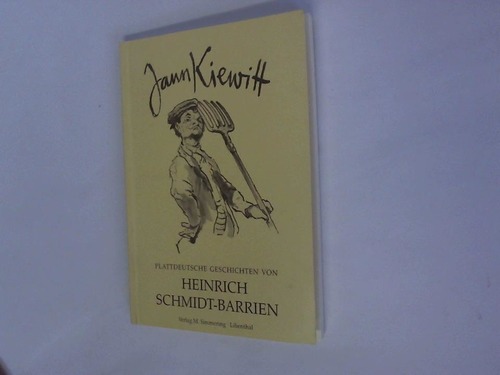 Jann Kiewitt
PLATTDEUTSCHE GESCHICHTEN VON
HEINRICH
SCHMIDT-BARRIEN
Verlag M. Simmering · Lilienthal